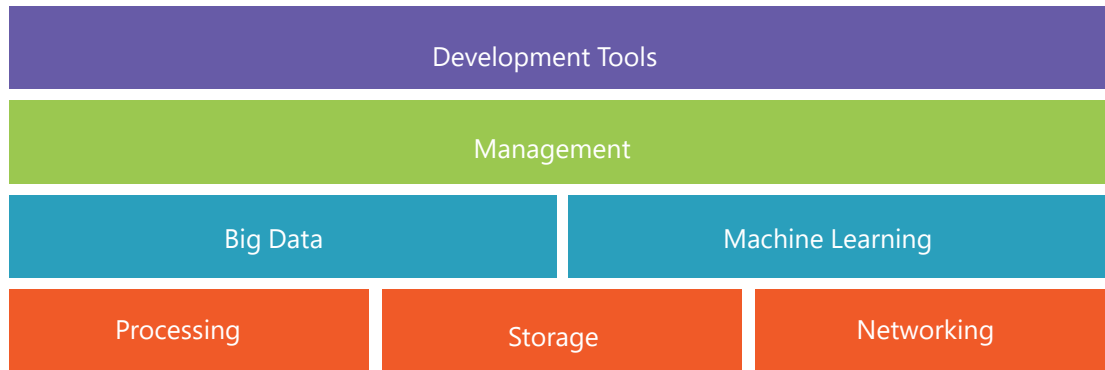 Development Tools
Management
Big Data
Machine Learning
Processing
Storage
Networking